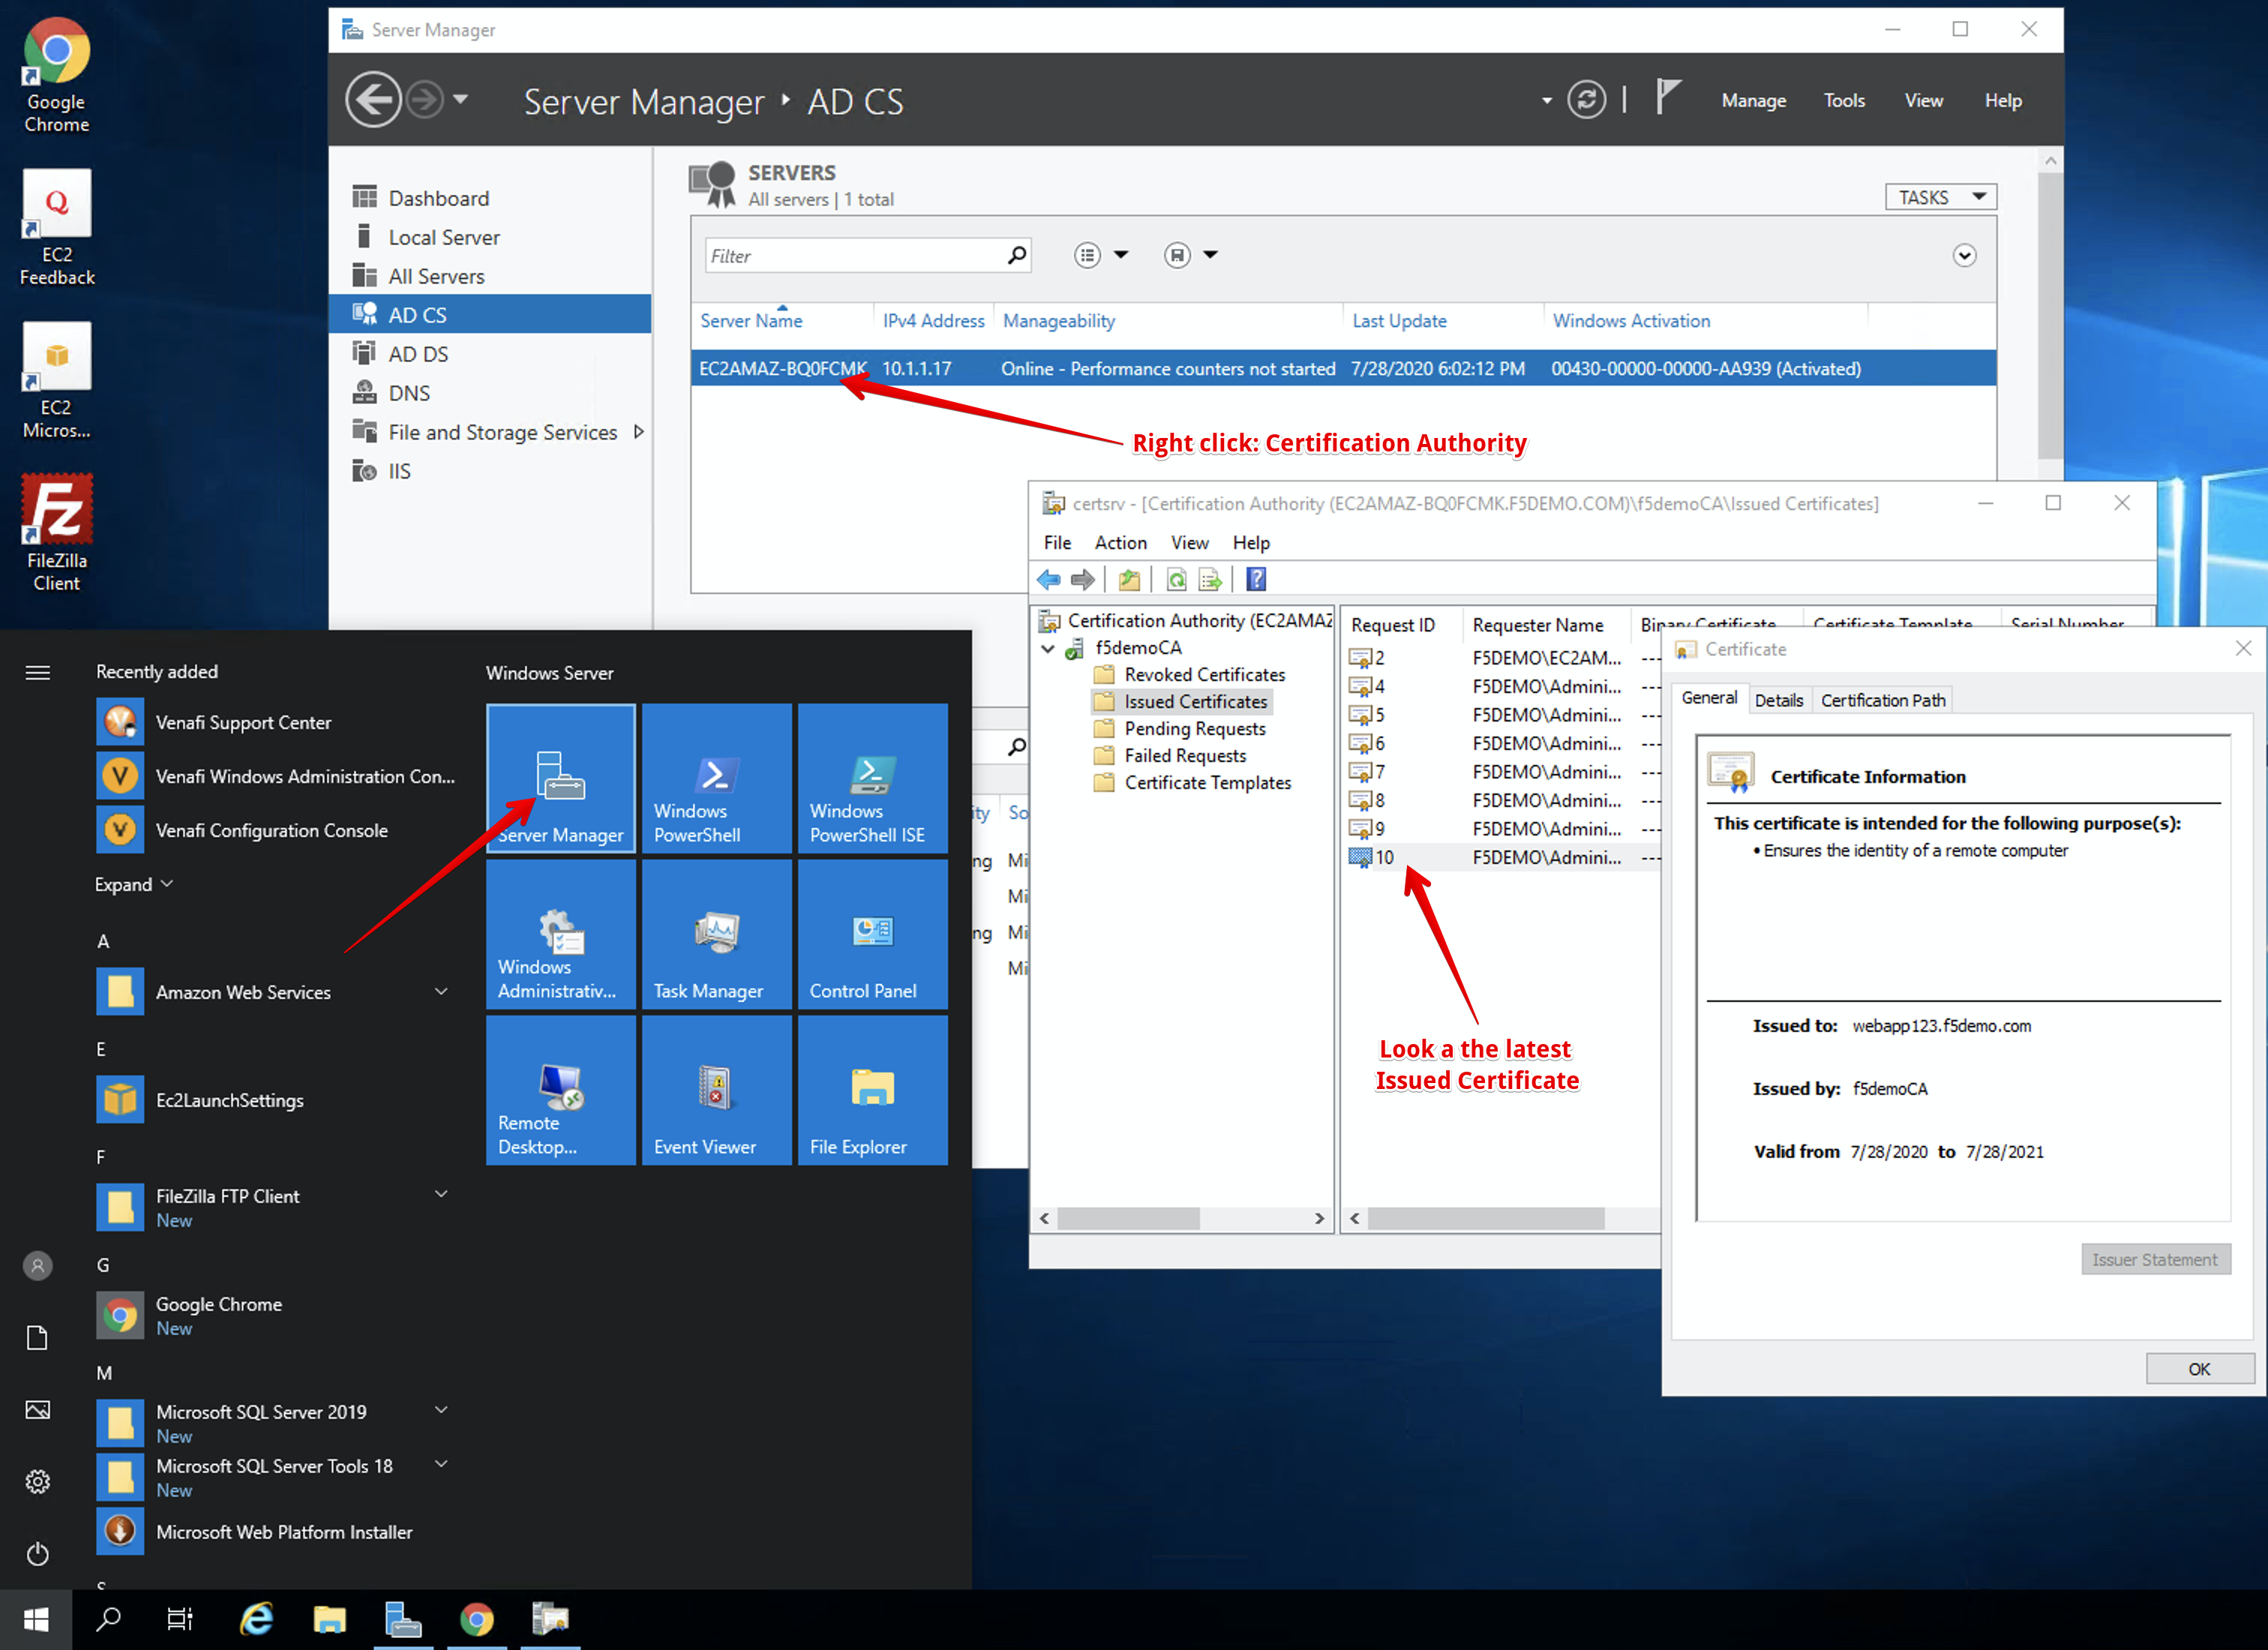 Google
Chrome
EC2
Feedback
EC2
Micros...
FileZilla
Client
Server Manager
Server Manager ‣ AD CS
Manage
Tools
View
Help
Dashboard
Local Server
All Servers
AD CS
AD DS
DNS
File and Storage Services
IIS
SERVERS
All servers | 1 total
TASKS
Filter
Server Name
IPv4 Address
Manageability
Last Update
Windows Activation
EC2AMAZ-BQ0FCMK 10.1.1.17 Online - Performance counters not started 7/28/2020 6:02:12 PM 00430-00000-00000-AA939 (Activated)
Right click: Certification Authority
certsrv - [Certification Authority (EC2AMAZ-BQ0FCMK.F5DEMO.COM)\f5demoCA\Issued Certificates]
File
Action
View
Help
Certification Authority (EC2AMAZ
f5demoCA
Revoked Certificates
Issued Certificates
Pending Requests
Failed Requests
Certificate Templates
Request ID
Requester Name
Binary Certificate
Certificate Template
Serial Number
2 F5DEMO\EC2AM... ---
4 F5DEMO\Admini... ---
5 F5DEMO\Admini... ---
6 F5DEMO\Admini... ---
7 F5DEMO\Admini... ---
8 F5DEMO\Admini... ---
9 F5DEMO\Admini... ---
10 F5DEMO\Admini... ---
Look a the latest
Issued Certificate
Certificate
General
Details
Certification Path
Certificate Information
This certificate is intended for the following purpose(s):
• Ensures the identity of a remote computer
Issued to: webapp123.f5demo.com
Issued by: f5demoCA
Valid from 7/28/2020 to 7/28/2021
Issuer Statement
OK
ity So
ng Mi
Mi
ng Mi
Mi
Recently added
Venafi Support Center
Venafi Windows Administration Con...
Venafi Configuration Console
Expand
A
Amazon Web Services
E
Ec2LaunchSettings
F
FileZilla FTP Client
New
G
Google Chrome
New
M
Microsoft SQL Server 2019
New
Microsoft SQL Server Tools 18
New
Microsoft Web Platform Installer
S
Windows Server
Server Manager
Windows
PowerShell
Windows
PowerShell ISE
Windows
Administrativ...
Task Manager
Control Panel
Remote
Desktop...
Event Viewer
File Explorer